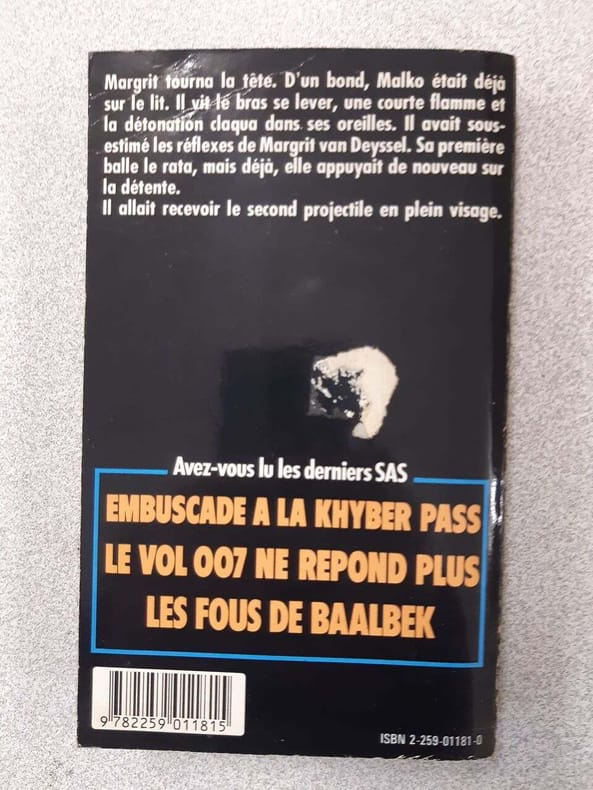 Margrit tourna la tête. D'un bond, Malko était déjà
sur le lit. Il vit le bras se lever, une courte flamme et
la détonation claqua dans ses oreilles. Il avait sous-
estimé les réflexes de Margrit van Deyssel. Sa première
balle le rata, mais déjà, elle appuyait de nouveau sur
la détente.
Il allait recevoir le second projectile en plein visage.
Avez-vous lu les derniers SAS
EMBUSCADE A LA KHYBER PASS
LE VOL 007 NE REPOND PLUS
LES FOUS DE BAALBEK
9 782259 011815
ISBN 2-259-01181-0